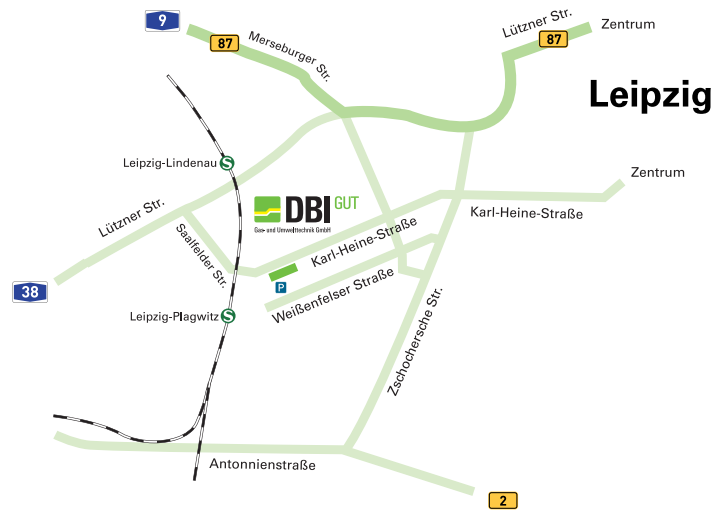 9
87
Merseburger Str.
Lützner Str.
87
Zentrum
Leipzig
Leipzig-Lindenau
S
Zentrum
DBI GUT
Gas- und Umwelttechnik GmbH
Lützner Str.
Karl-Heine-Straße
Saalfelder Str.
Karl-Heine-Straße
38
P
Weißenfelser Straße
Leipzig-Plagwitz
S
Zschochersche Str.
Antonnienstraße
2